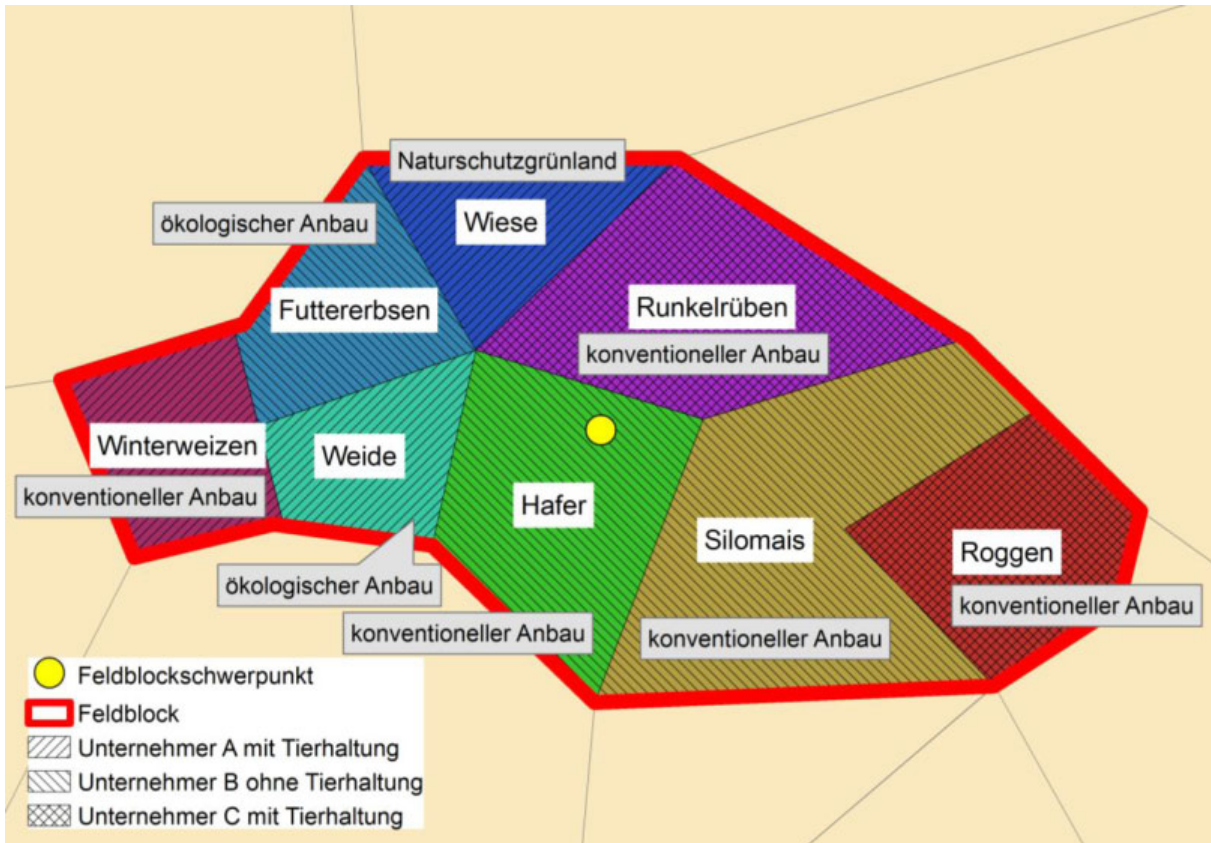 Naturschutzgrünland
Wiese
ökologischer Anbau
Futtererbsen
Runkelrüben
konventioneller Anbau
Winterweizen
konventioneller Anbau
Weide
ökologischer Anbau
Hafer
konventioneller Anbau
Silomais
konventioneller Anbau
Roggen
konventioneller Anbau
Feldblockschwerpunkt
Feldblock
Unternehmer A mit Tierhaltung
Unternehmer B ohne Tierhaltung
Unternehmer C mit Tierhaltung